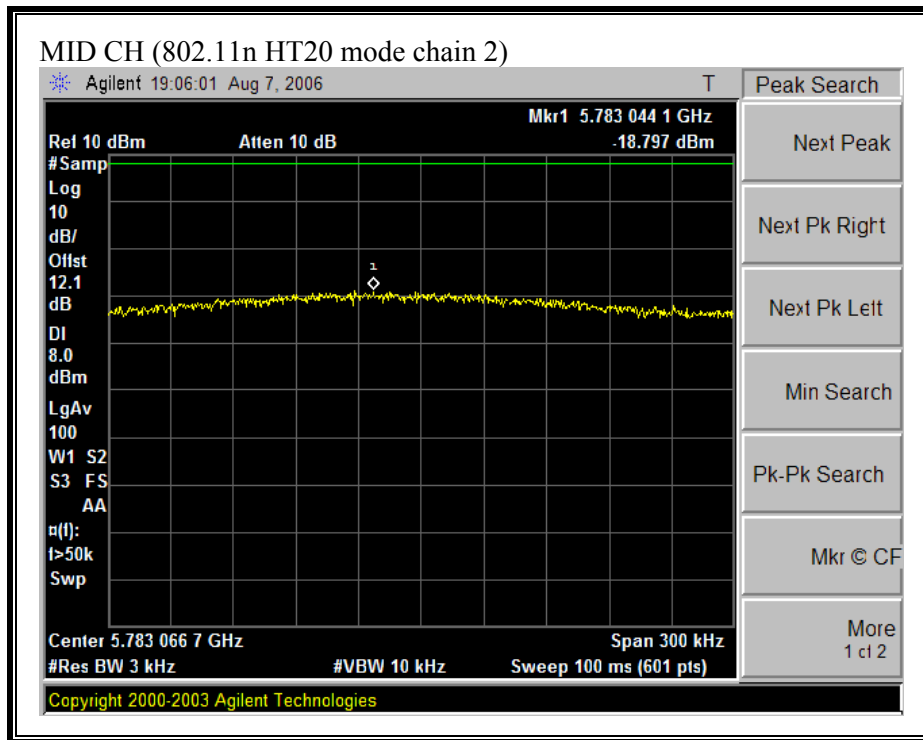 MID CH (802.11n HT20 mode chain 2)
Agilent 19:06:01 Aug 7, 2006 T
Peak Search
Mkr1 5.783 044 1 GHz
Ref 10 dBm Atten 10 dB -18.797 dBm
#Samp
Log
10
dB/
Offst
12.1
dB
DI
8.0
dBm
LgAv
100
W1 S2
S3 FS
AA
¤(f):
f>50k
Swp
1
Center 5.783 066 7 GHz Span 300 kHz
#Res BW 3 kHz #VBW 10 kHz Sweep 100 ms (601 pts)
Copyright 2000-2003 Agilent Technologies
Next Peak
Next Pk Right
Next Pk Left
Min Search
Pk-Pk Search
Mkr © CF
More
1 of 2